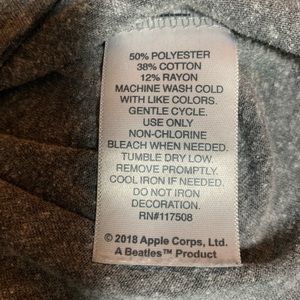 50% POLYESTER
38% COTTON
12% RAYON
MACHINE WASH COLD
WITH LIKE COLORS.
GENTLE CYCLE.
USE ONLY
NON-CHLORINE
BLEACH WHEN NEEDED.
TUMBLE DRY LOW.
REMOVE PROMPTLY.
COOL IRON IF NEEDED.
DO NOT IRON
DECORATION.
RN#117508
© 2018 Apple Corps, Ltd.
A Beatles™ Product